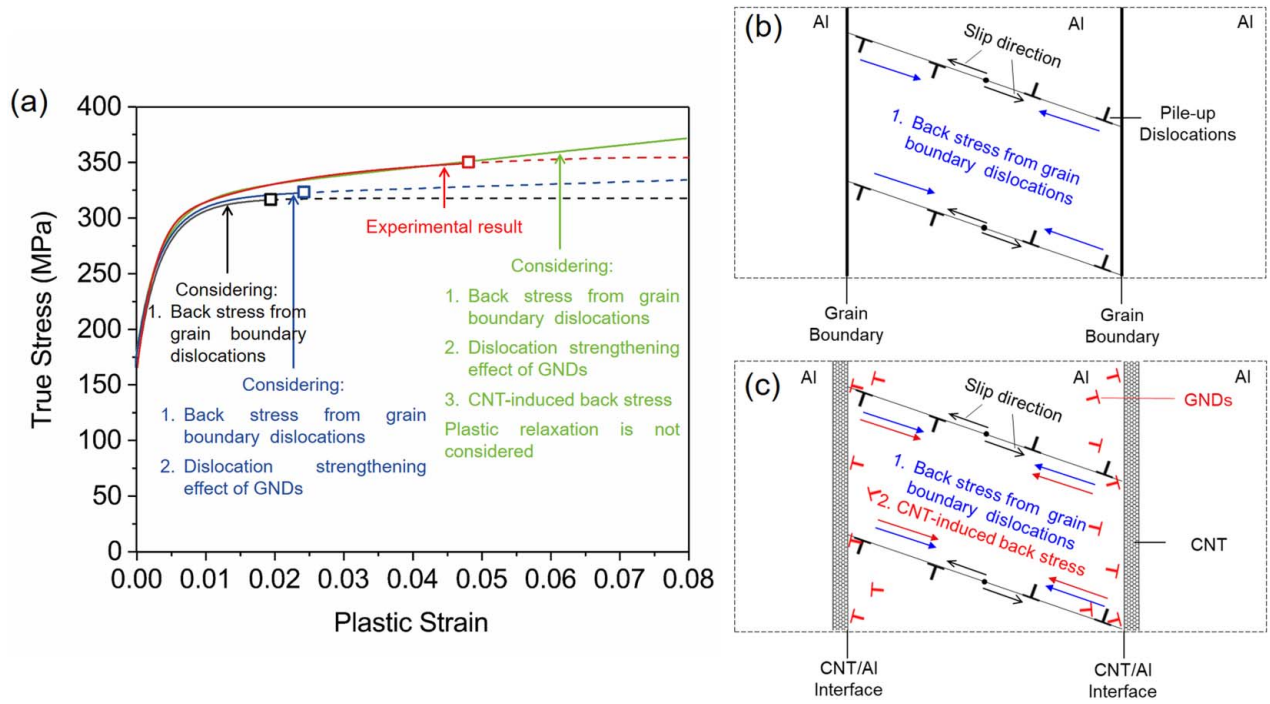 (a)
400
350
300
250
200
150
100
50
0
True Stress (MPa)
0.00 0.01 0.02 0.03 0.04 0.05 0.06 0.07 0.08
Plastic Strain
Considering:
1. Back stress from
grain boundary
dislocations
Considering:
1. Back stress from grain
boundary dislocations
2. Dislocation strengthening
effect of GNDs
Experimental result
Considering:
1. Back stress from grain
boundary dislocations
2. Dislocation strengthening
effect of GNDs
3. CNT-induced back stress
Plastic relaxation is not
considered
(b)
Al
Al
Al
Slip direction
1. Back stress from grain
boundary dislocations
Pile-up
Dislocations
Grain
Boundary
Grain
Boundary
(c)
Al
Al
Al
Slip direction
GNDs
1. Back stress from grain
boundary dislocations
2. CNT-induced back stress
CNT
CNT/Al
Interface
CNT/Al
Interface